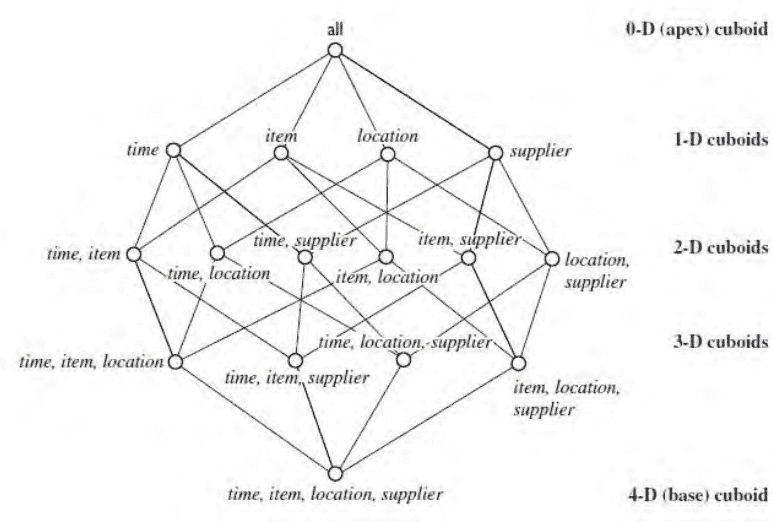 all
0-D (apex) cuboid
time
item
location
supplier
1-D cuboids
time, item
time, location
time, supplier
item, location
item, supplier
location,
supplier
2-D cuboids
time, item, location
time, item, supplier
time, location, supplier
item, location,
supplier
3-D cuboids
time, item, location, supplier
4-D (base) cuboid